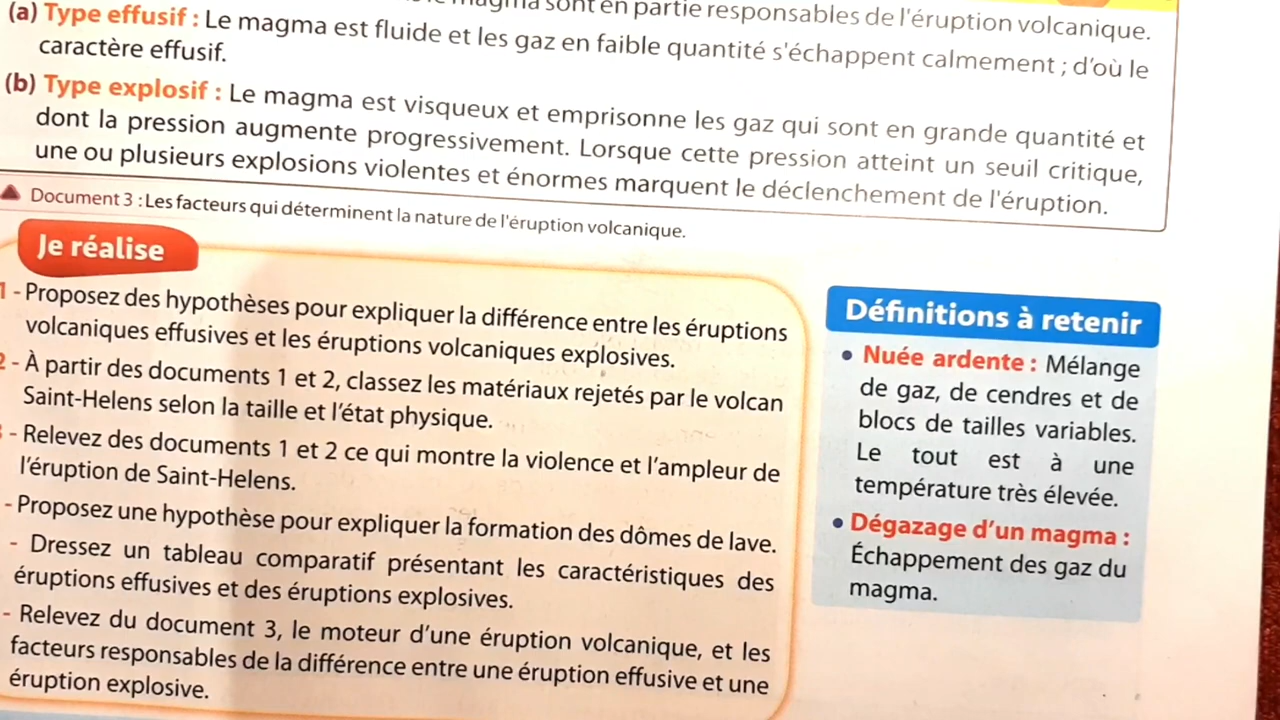 magma sont en partie responsables de l'éruption volcanique.
(a) Type effusif : Le magma est fluide et les gaz en faible quantité s'échappent calmement ; d'où le
caractère effusif.
(b) Type explosif : Le magma est visqueux et emprisonne les gaz qui sont en grande quantité et
dont la pression augmente progressivement. Lorsque cette pression atteint un seuil critique,
une ou plusieurs explosions violentes et énormes marquent le déclenchement de l'éruption.
▲ Document 3 : Les facteurs qui déterminent la nature de l'éruption volcanique.
Je réalise
1 - Proposez des hypothèses pour expliquer la différence entre les éruptions
volcaniques effusives et les éruptions volcaniques explosives.
2 - À partir des documents 1 et 2, classez les matériaux rejetés par le volcan
Saint-Helens selon la taille et l'état physique.
- Relevez des documents 1 et 2 ce qui montre la violence et l'ampleur de
l'éruption de Saint-Helens.
- Proposez une hypothèse pour expliquer la formation des dômes de lave.
- Dressez un tableau comparatif présentant les caractéristiques des
éruptions effusives et des éruptions explosives.
- Relevez du document 3, le moteur d'une éruption volcanique, et les
facteurs responsables de la différence entre une éruption effusive et une
éruption explosive.
Définitions à retenir
• Nuée ardente : Mélange
de gaz, de cendres et de
blocs de tailles variables.
Le tout est à une
température très élevée.
• Dégazage d'un magma :
Échappement des gaz du
magma.